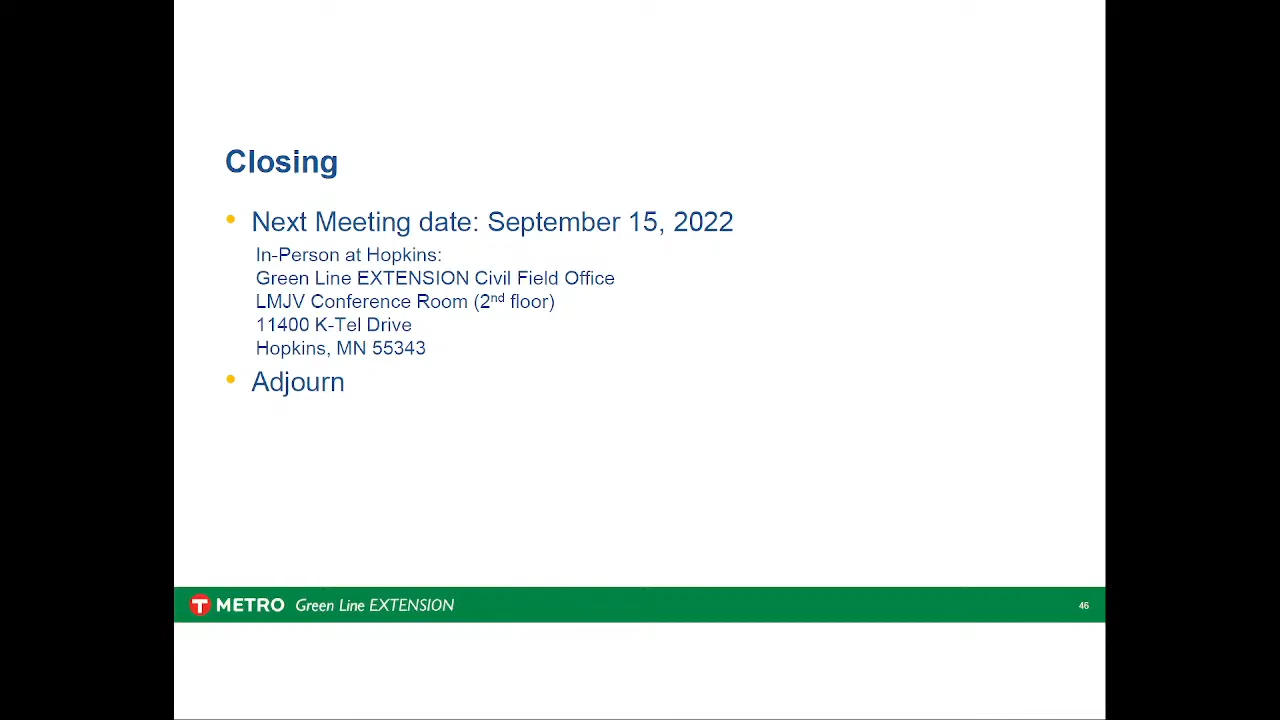 Closing
• Next Meeting date: September 15, 2022
In-Person at Hopkins:
Green Line EXTENSION Civil Field Office
LMJV Conference Room (2nd floor)
11400 K-Tel Drive
Hopkins, MN 55343
• Adjourn
T METRO Green Line EXTENSION
46